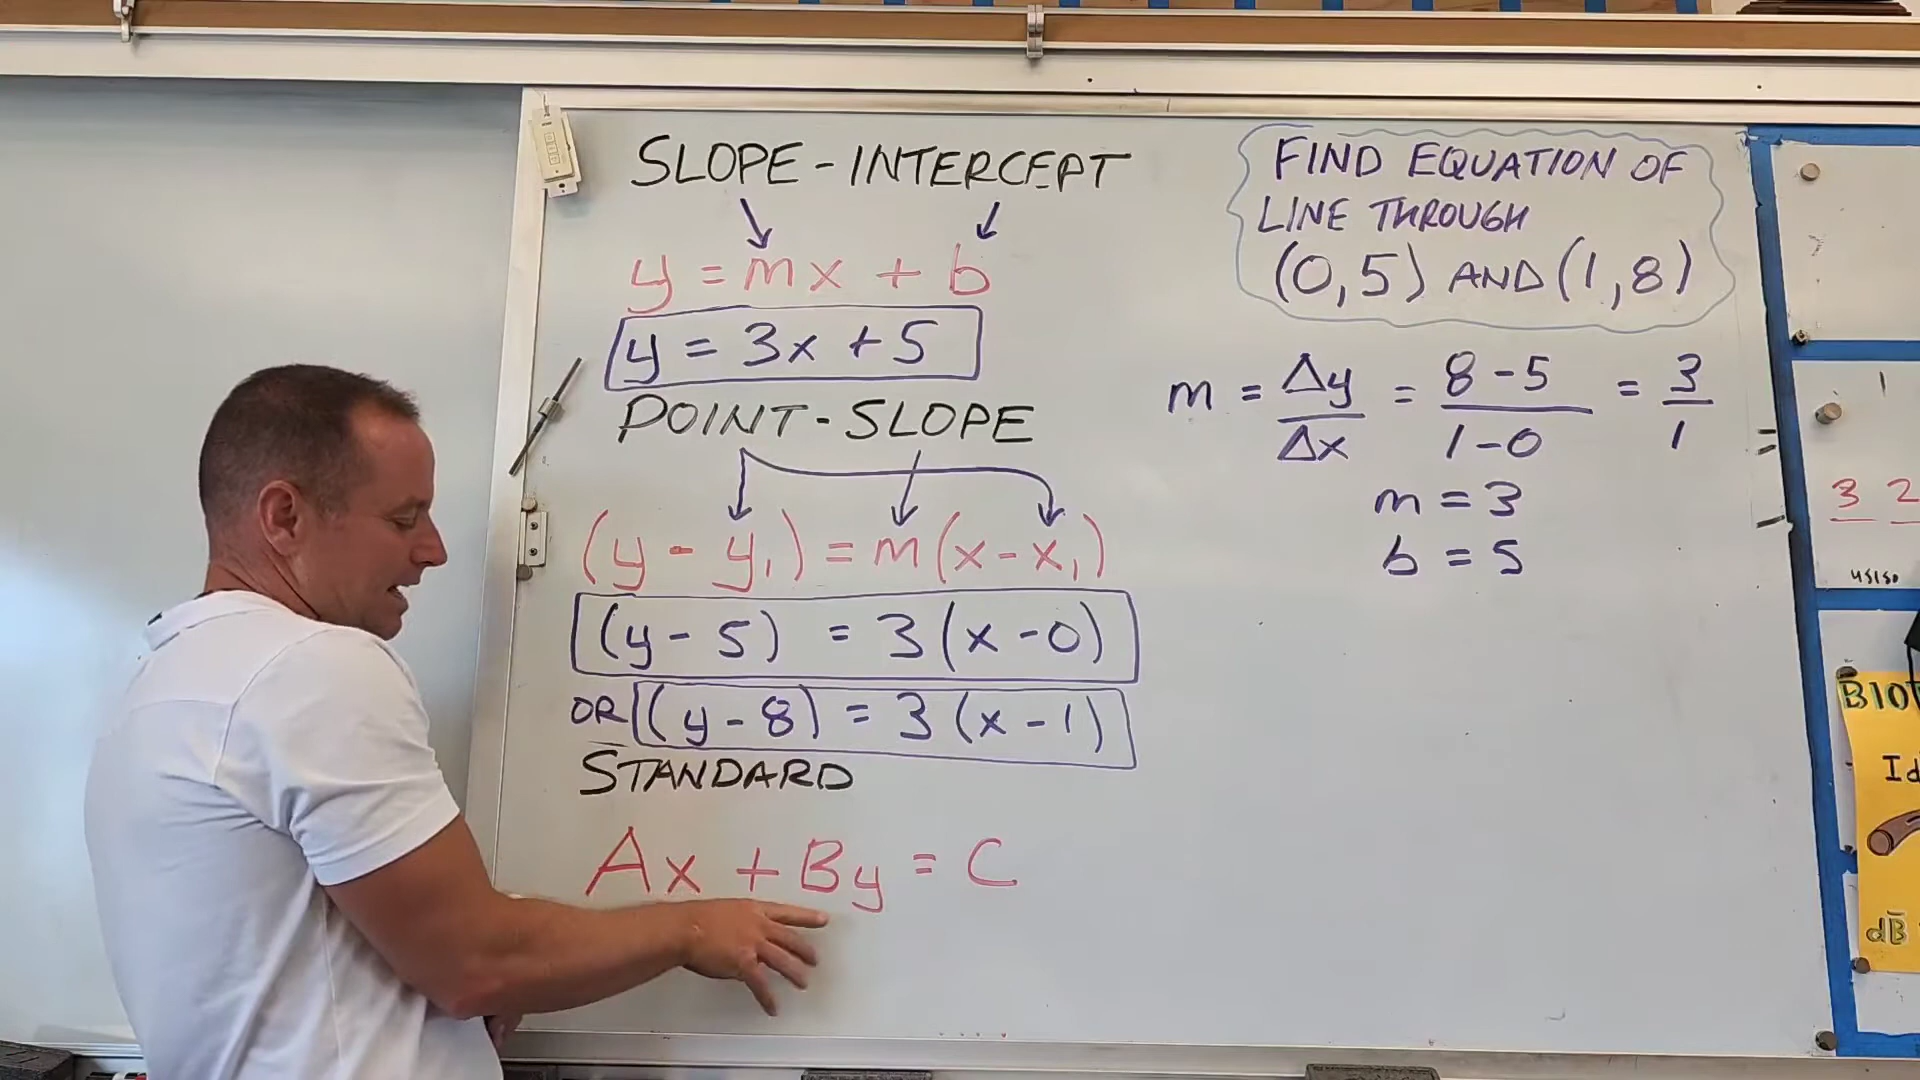 SLOPE-INTERCEPT
y = mx + b
y = 3x + 5
POINT-SLOPE
(y - y₁) = m(x - x₁)
(y - 5) = 3(x - 0)
OR (y - 8) = 3(x - 1)
STANDARD
Ax + By = C
FIND EQUATION OF
LINE THROUGH
(0,5) AND (1,8)
m = Δy/Δx = 8-5/1-0 = 3/1
m = 3
b = 5
1
3 2
dB